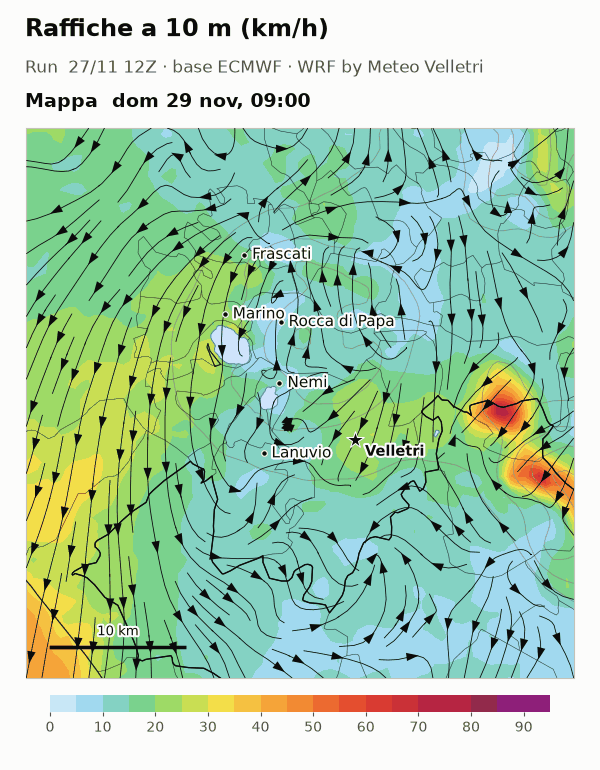 Raffiche a 10 m (km/h)
Run  27/11 12Z · base ECMWF · WRF by Meteo Velletri
Mappa  dom 29 nov, 09:00
Frascati
Marino
Rocca di Papa
Nemi
Velletri
Lanuvio
10 km
0 10 20 30 40 50 60 70 80 90